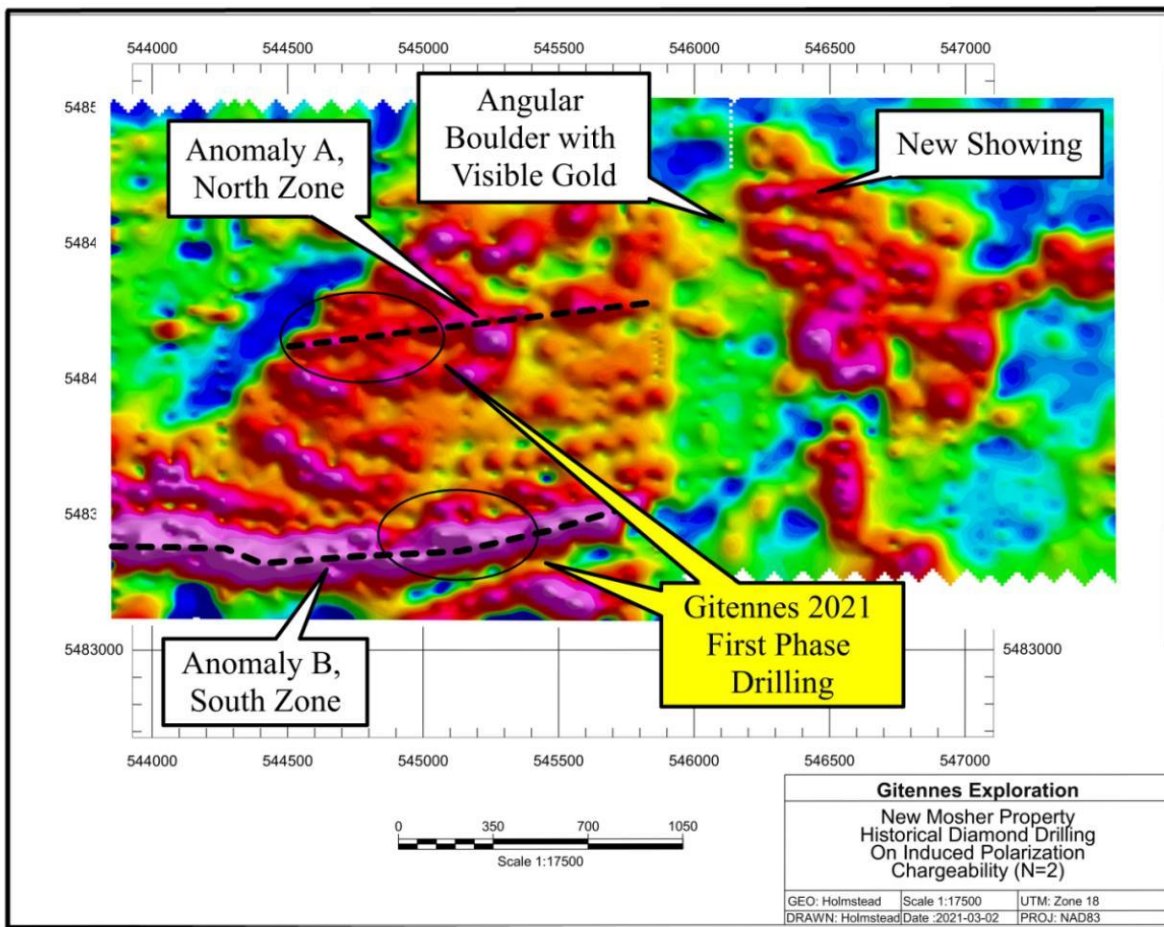 544000 544500 545000 545500 546000 546500 547000
Anomaly A,
North Zone
Angular
Boulder with
Visible Gold
New Showing
5484
5484
Anomaly B,
South Zone
Gitennes 2021
First Phase
Drilling
5483000 5483000
544000 544500 545000 545500 546000 546500 547000
0 350 700 1050
Scale 1:17500
Gitennes Exploration
New Mosher Property
Historical Diamond Drilling
On Induced Polarization
Chargeability (N=2)
GEO: Holmstead Scale 1:17500 UTM: Zone 18
DRAWN: Holmstead Date :2021-03-02 PROJ: NAD83